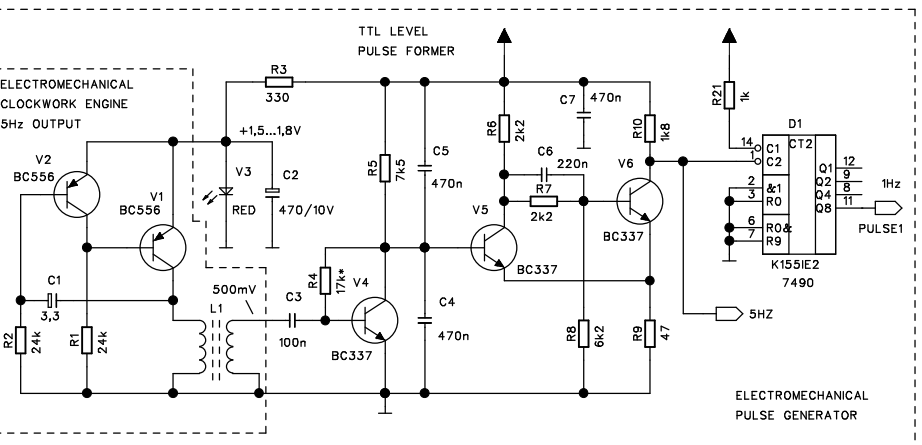 TTL LEVEL
PULSE FORMER
ELECTROMECHANICAL
CLOCKWORK ENGINE
5Hz OUTPUT
R3
330
+1,5...1,8V
V2
BC556
V1
BC556
V3
RED
C2
470/10V
C1
3,3
R2
24k
R1
24k
L1
500mV
C3
100n
R4
17k*
V4
BC337
R5
7k5
C5
470n
C4
470n
R6
2k2
C7
470n
C6
220n
R7
2k2
V5
BC337
V6
BC337
R10
1k8
R8
6k2
R9
47
R21
1k
D1
14
C1
1
C2
CT2
2
&1
3
R0
6
R0&
7
R9
Q1
12
Q2
9
Q4
8
Q8
11
K155IE2
7490
1Hz
PULSE1
5HZ
ELECTROMECHANICAL
PULSE GENERATOR